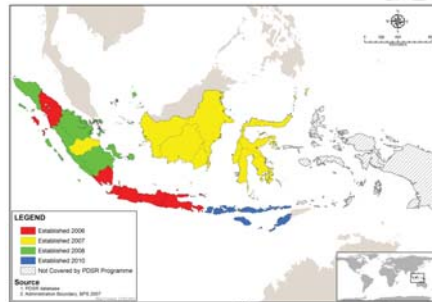 LEGEND
Established 2006
Established 2007
Established 2008
Established 2010
Not Covered by PDSR Programme
Source
1. PDSR database
2. Administration Boundary, BPS 2007